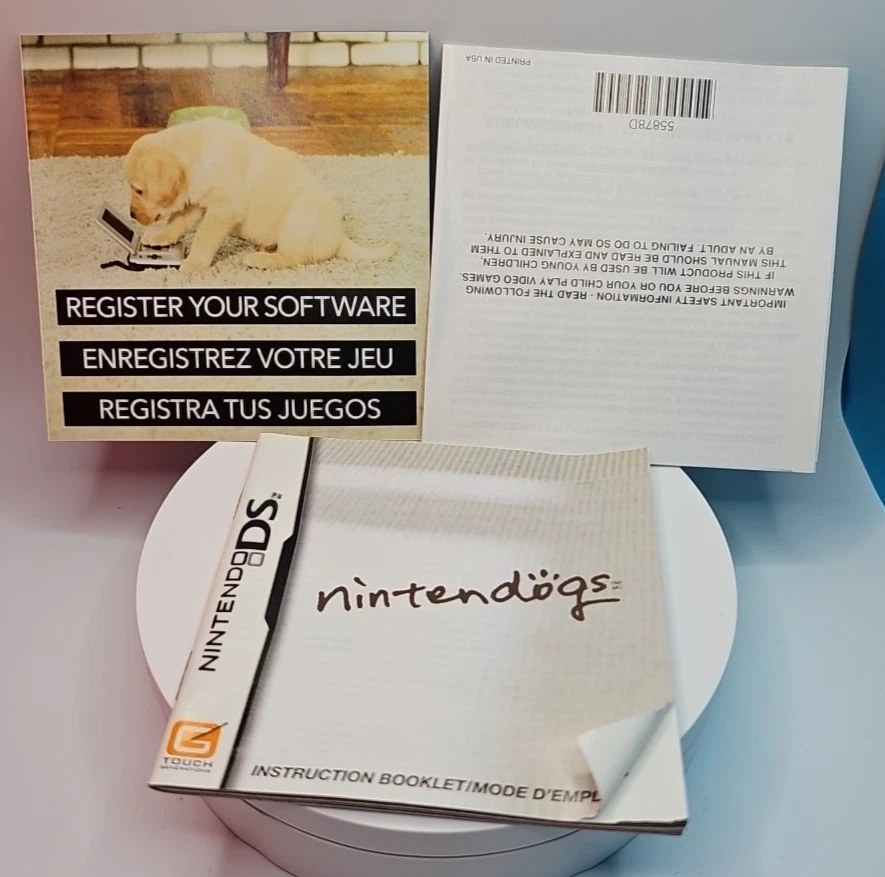 REGISTER YOUR SOFTWARE
ENREGISTREZ VOTRE JEU
REGISTRA TUS JUEGOS
IMPORTANT SAFETY INFORMATION - READ THE FOLLOWING
WARNINGS BEFORE YOU OR YOUR CHILD PLAY VIDEO GAMES.
IF THIS PRODUCT WILL BE USED BY YOUNG CHILDREN,
THIS MANUAL SHOULD BE READ AND EXPLAINED TO THEM
BY AN ADULT. FAILING TO DO SO MAY CAUSE INJURY.
55878D
PRINTED IN USA
NINTENDO DS™
nintendögs
TOUCH
GENERATIONS
INSTRUCTION BOOKLET/MODE D'EMPL